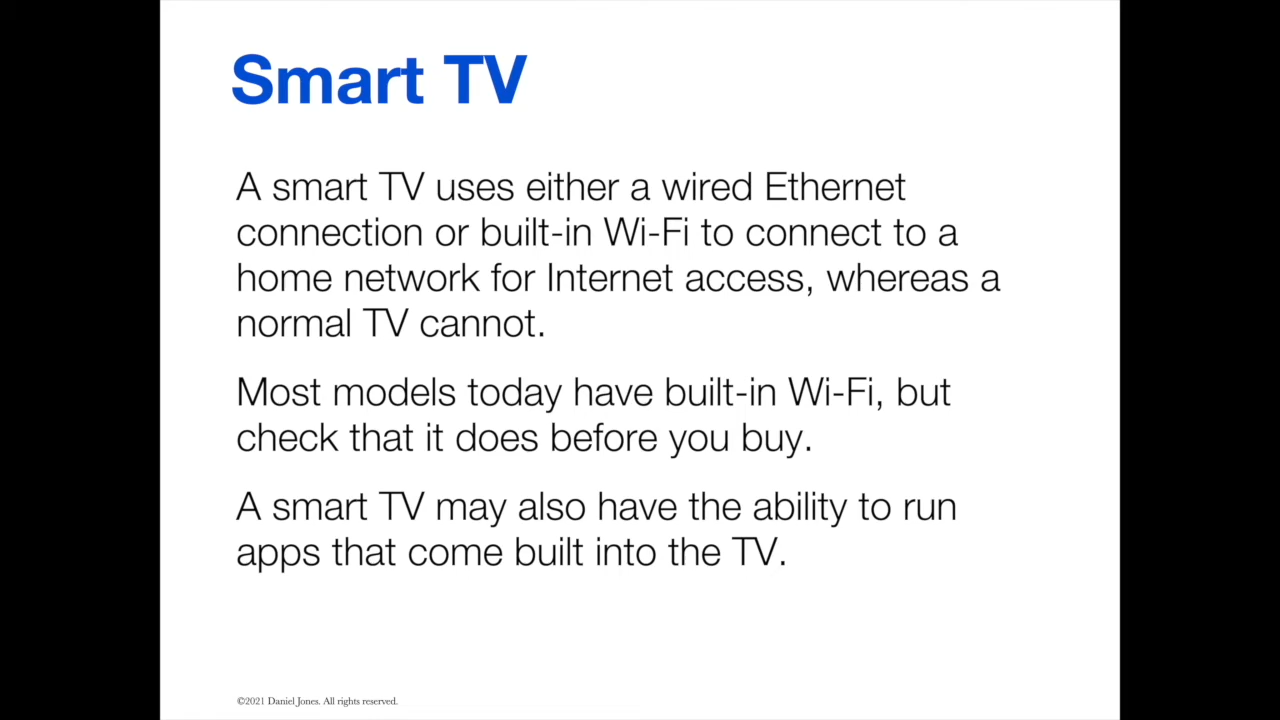 Smart TV
A smart TV uses either a wired Ethernet
connection or built-in Wi-Fi to connect to a
home network for Internet access, whereas a
normal TV cannot.
Most models today have built-in Wi-Fi, but
check that it does before you buy.
A smart TV may also have the ability to run
apps that come built into the TV.
©2021 Daniel Jones. All rights reserved.